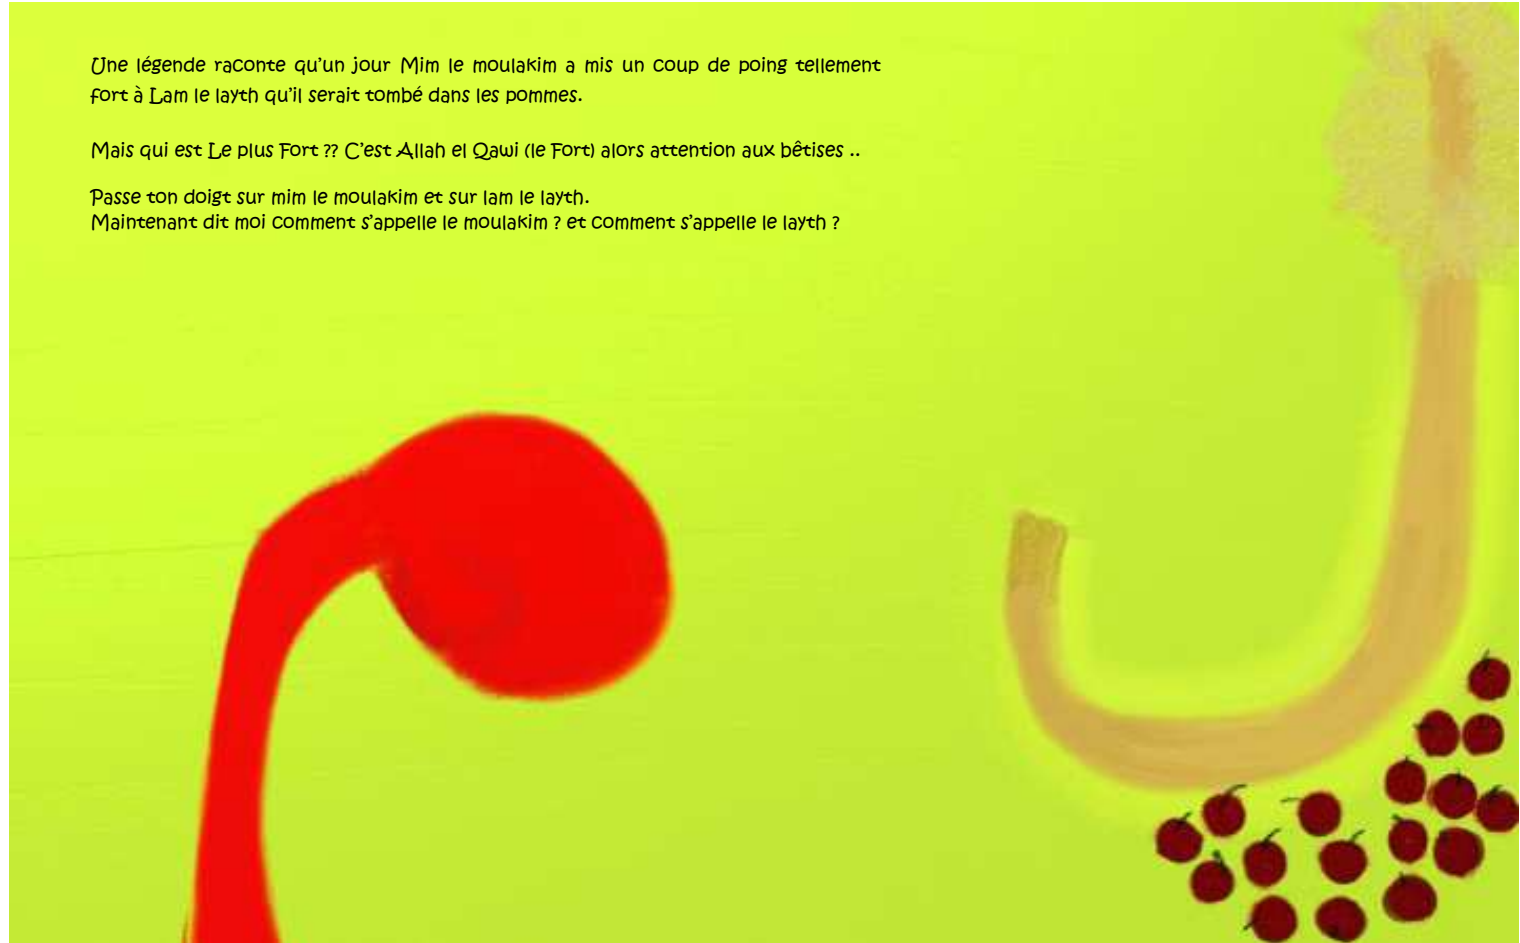 Une légende raconte qu'un jour Mim le moulakim a mis un coup de poing tellement
fort à Lam le layth qu'il serait tombé dans les pommes.
Mais qui est Le plus Fort ?? C'est Allah el Qawi (le Fort) alors attention aux bêtises ..
Passe ton doigt sur mim le moulakim et sur lam le layth.
Maintenant dit moi comment s'appelle le moulakim ? et comment s'appelle le layth ?
م ل